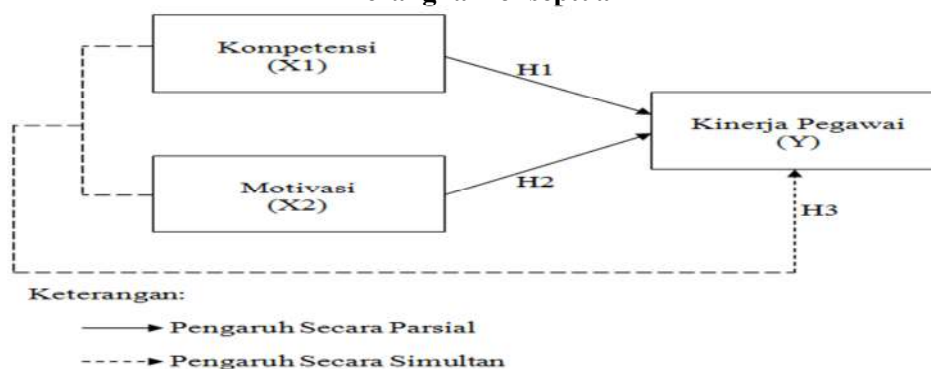 Kompetensi
(X1)
H1
Kinerja Pegawai
(Y)
Motivasi
(X2)
H2
H3
Keterangan:
Pengaruh Secara Parsial
Pengaruh Secara Simultan